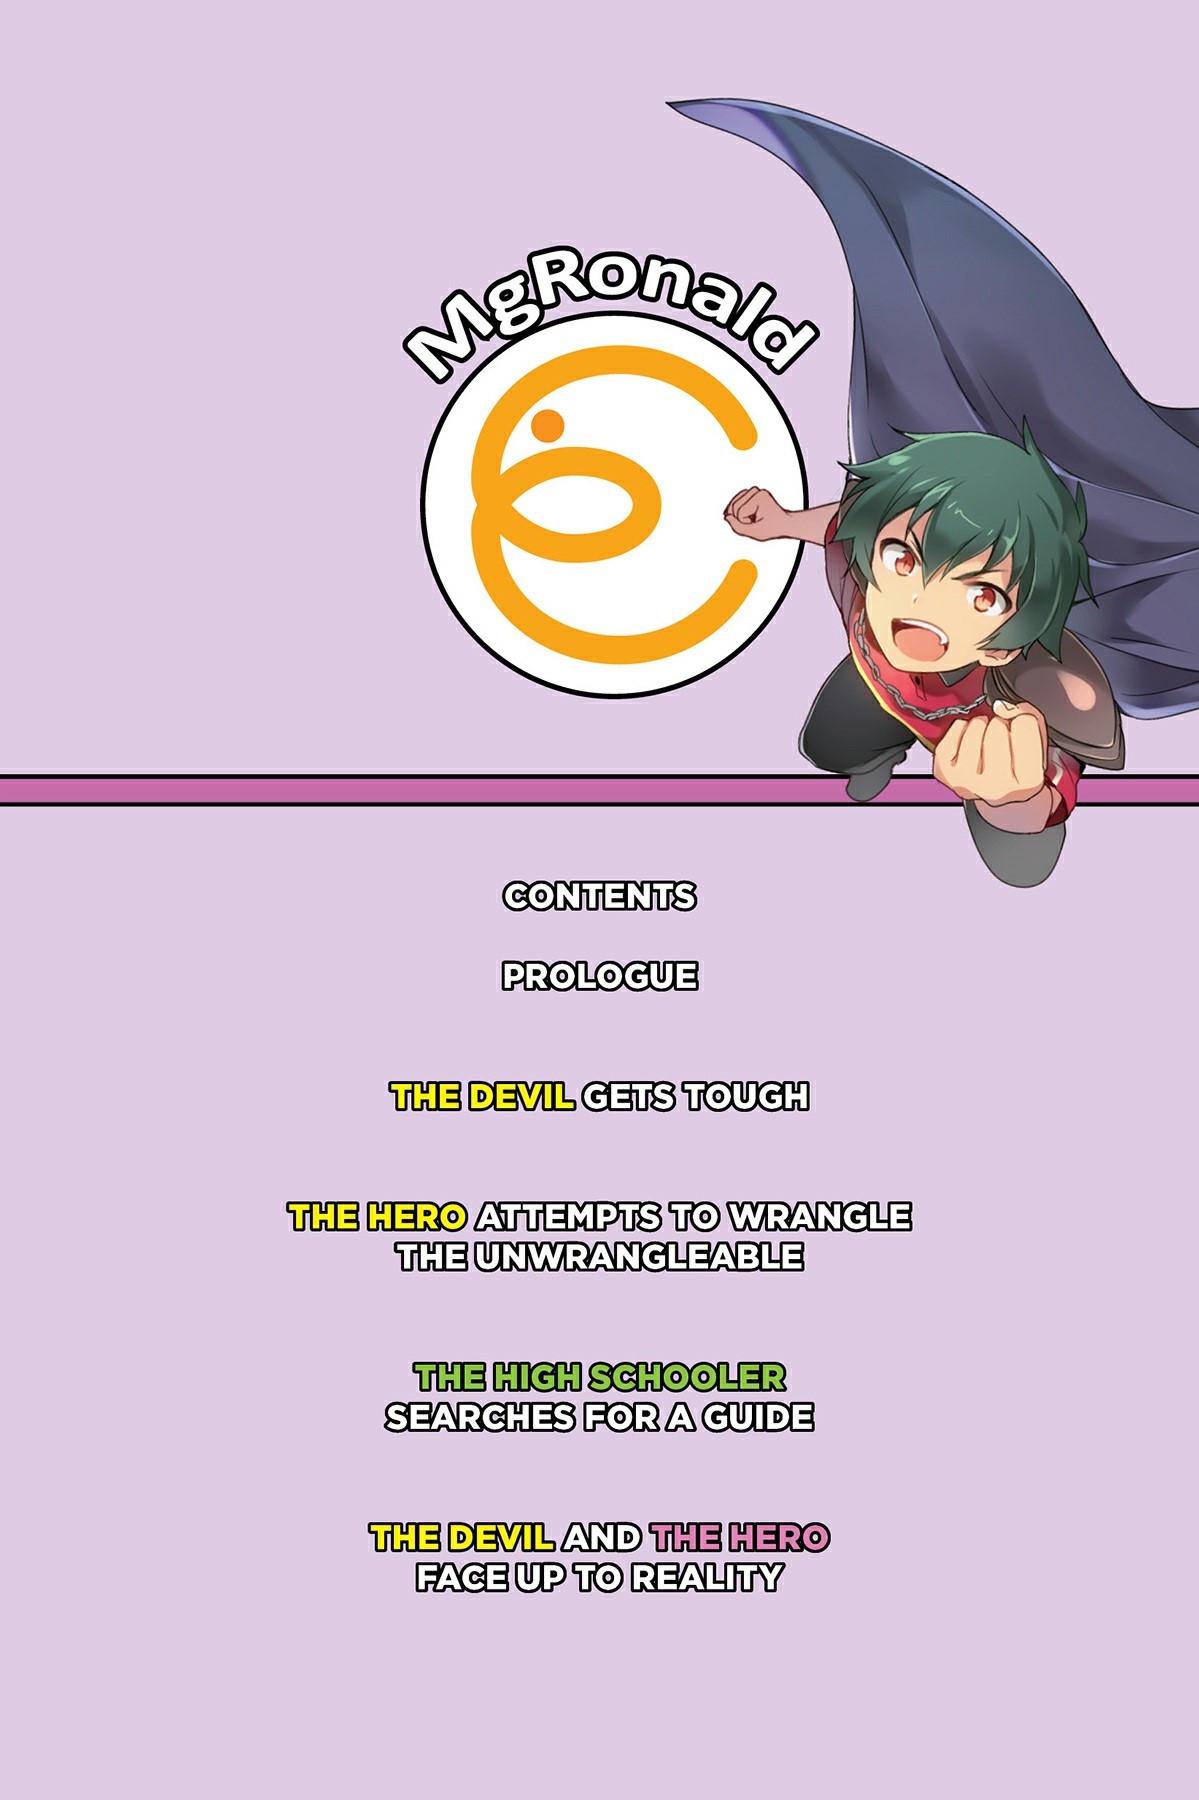 MgRonald
CONTENTS
PROLOGUE
THE DEVIL GETS TOUGH
THE HERO ATTEMPTS TO WRANGLE
THE UNWRANGLEABLE
THE HIGH SCHOOLER
SEARCHES FOR A GUIDE
THE DEVIL AND THE HERO
FACE UP TO REALITY